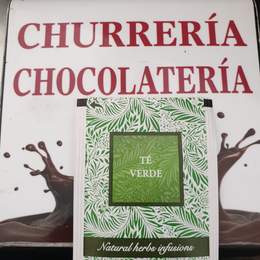 CHURRERÍA
CHOCOLATERÍA
TÉ
VERDE
Natural herbs infusions